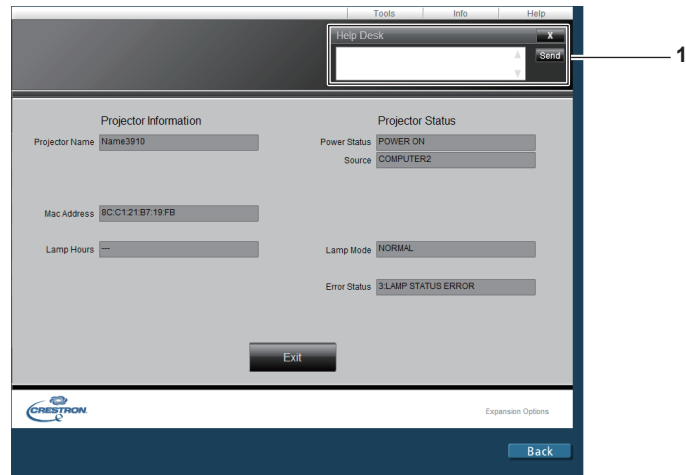 Tools Info Help
Help Desk X
Send
1
Projector Information Projector Status
Projector Name Name3910 Power Status POWER ON
Source COMPUTER2
Mac Address 8C:C1:21:B7:19:FB
Lamp Hours --- Lamp Mode NORMAL
Error Status 3:LAMP STATUS ERROR
Exit
CRESTRON. Expansion Options
Back